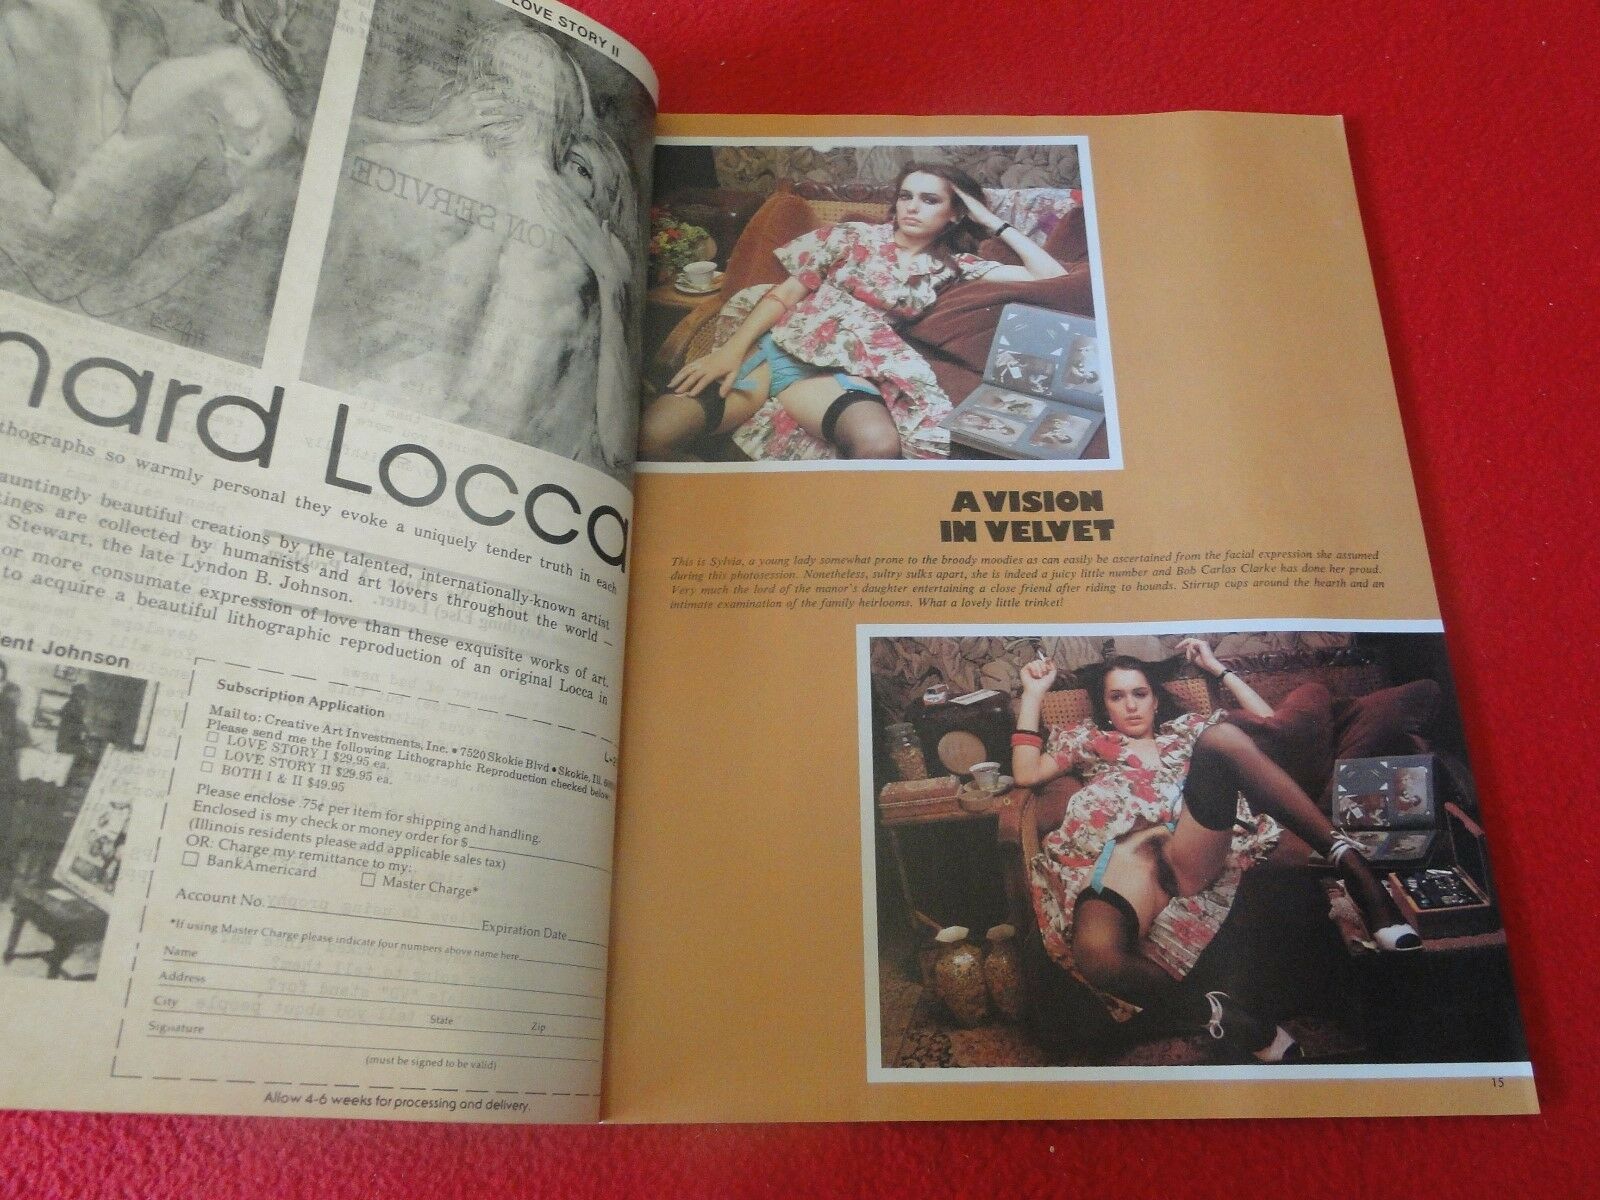 LOVE STORY II
nard Locca
thographs so warmly personal they evoke a uniquely tender truth in each
auntingly beautiful creations by the talented, internationally-known artist
tings are collected by humanists and art lovers throughout the world —
Stewart, the late Lyndon B. Johnson.
or more consumate expression of love than these exquisite works of art.
to acquire a beautiful lithographic reproduction of an original Locca in
ent Johnson
Subscription Application
Mail to: Creative Art Investments, Inc. • 7520 Skokie Blvd • Skokie, Ill.
Please send me the following Lithographic Reproduction checked below:
LOVE STORY I $29.95 ea.
LOVE STORY II $29.95 ea.
BOTH I & II $49.95
Please enclose .75¢ per item for shipping and handling.
Enclosed is my check or money order for $
(Illinois residents please add applicable sales tax)
OR: Charge my remittance to my:
BankAmericard Master Charge*
Account No. Expiration Date
*If using Master Charge please indicate four numbers above name here
Name
Address
City State Zip
Signature
(must be signed to be valid)
Allow 4-6 weeks for processing and delivery.
A VISION
IN VELVET
This is Sylvia, a young lady somewhat prone to the broody moodies as can easily be ascertained from the facial expression she assumed
during this photosession. Nonetheless, sultry sulks apart, she is indeed a juicy little number and Bob Carlos Clarke has done her proud.
Very much the lord of the manor's daughter entertaining a close friend after riding to hounds. Stirrup cups around the hearth and an
intimate examination of the family heirlooms. What a lovely little trinket!
15